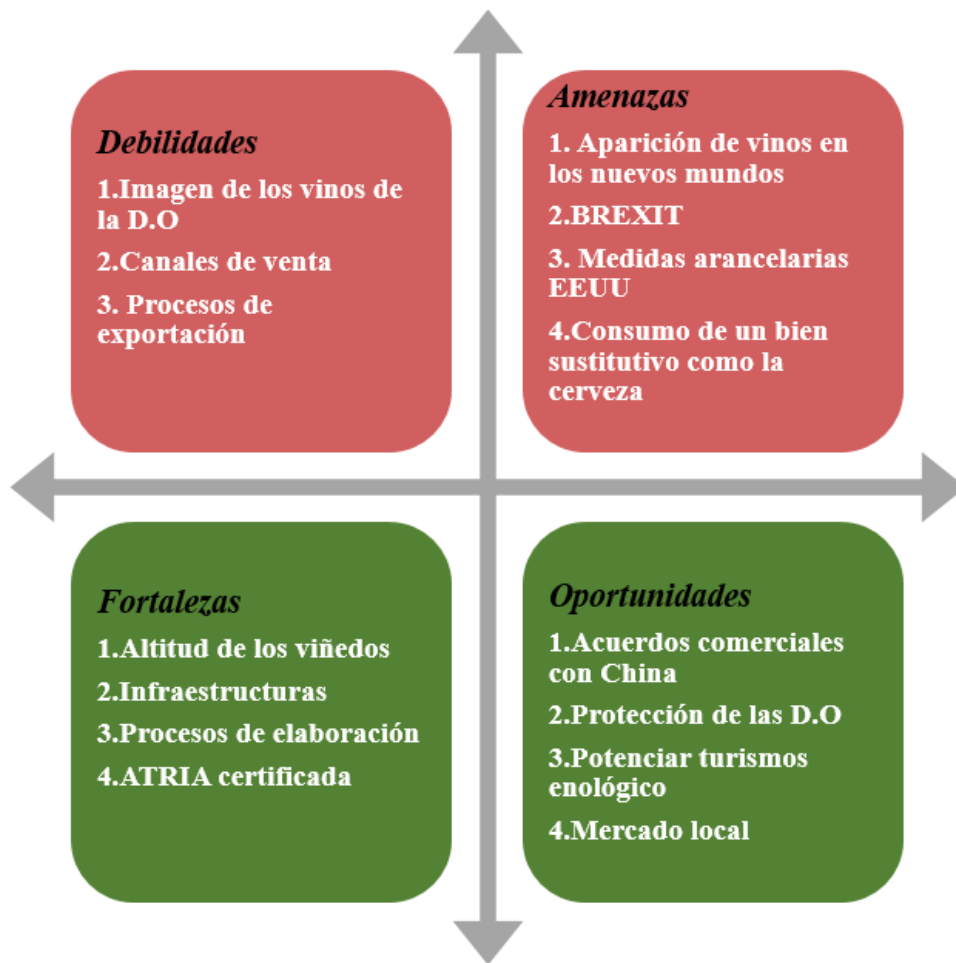 Debilidades
1.Imagen de los vinos de
la D.O
2.Canales de venta
3. Procesos de
exportación
Amenazas
1. Aparición de vinos en
los nuevos mundos
2.BREXIT
3. Medidas arancelarias
EEUU
4.Consumo de un bien
sustitutivo como la
cerveza
Fortalezas
1.Altitud de los viñedos
2.Infraestructuras
3.Procesos de elaboración
4.ATRIA certificada
Oportunidades
1.Acuerdos comerciales
con China
2.Protección de las D.O
3.Potenciar turismos
enológico
4.Mercado local